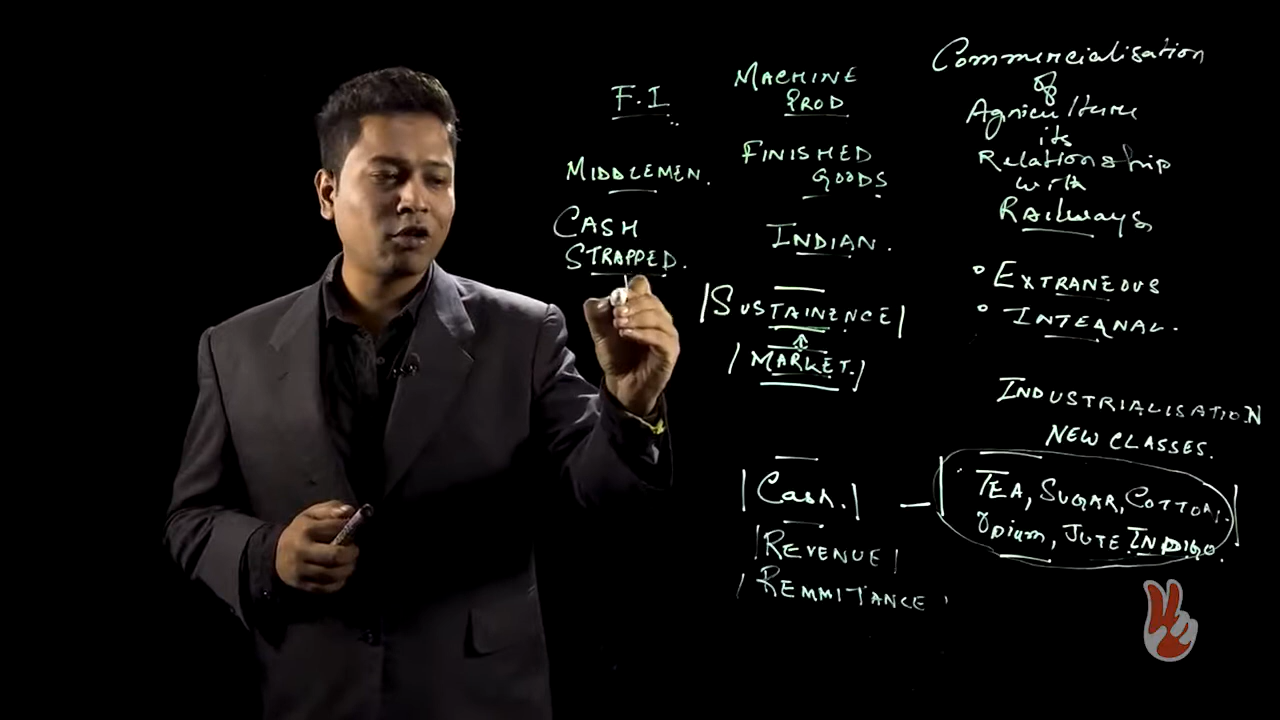 F.I
MIDDLEMEN.
CASH
STRAPPED.
MACHINE
PROD
FINISHED
GOODS
INDIAN.
|SUSTAINENCE|
|MARKET.|
|Cash.|
|REVENUE|
|REMMITANCE|
Commercialisation
of
Agriculture
its
Relationship
with
Railways
• EXTRANEOUS
• INTERNAL.
INDUSTRIALISATION
NEW CLASSES.
TEA, SUGAR, COTTON,
Opium, JUTE INDIGO.